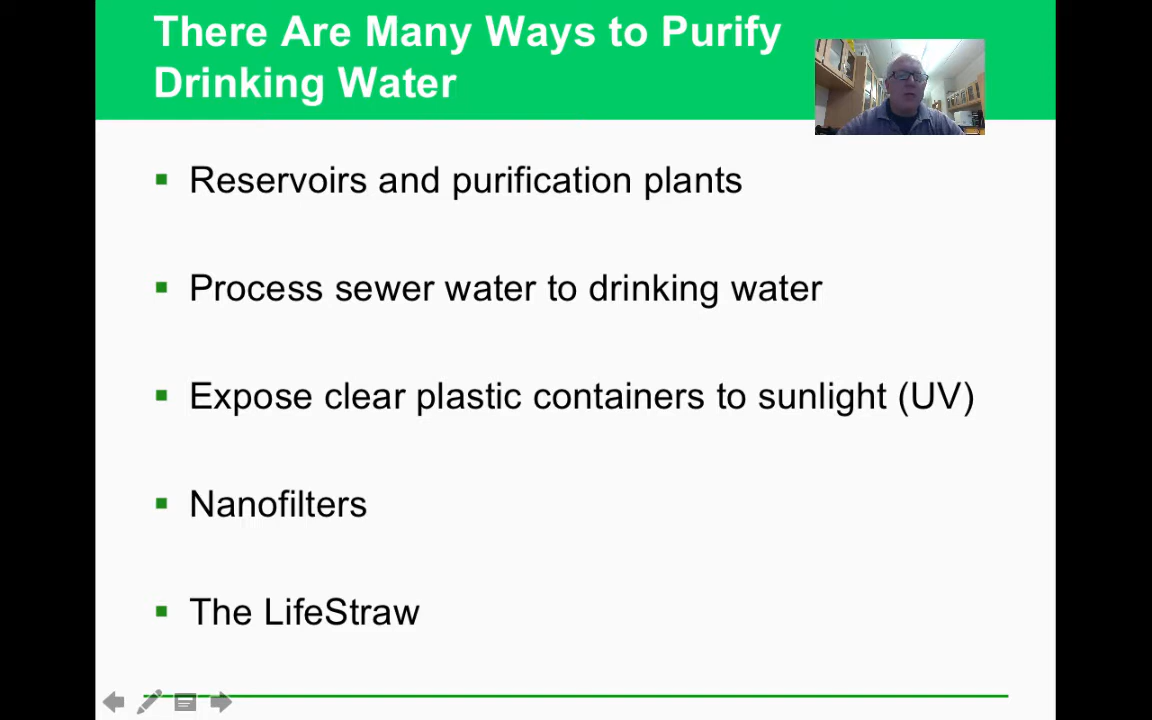 There Are Many Ways to Purify
Drinking Water
Reservoirs and purification plants
Process sewer water to drinking water
Expose clear plastic containers to sunlight (UV)
Nanofilters
The LifeStraw